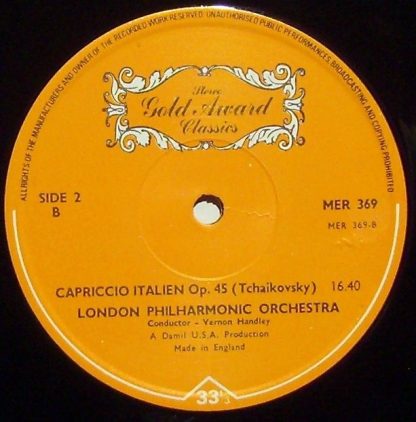 ALL RIGHTS OF THE MANUFACTURERS AND OWNER OF THE RECORDED WORK RESERVED. UNAUTHORISED PUBLIC PERFORMANCES, BROADCASTING AND COPYING PROHIBITED
Stereo
Gold Award
Classics
SIDE 2
B
MER 369
MER 369-B
CAPRICCIO ITALIEN Op. 45 (Tchaikovsky) 16.40
LONDON PHILHARMONIC ORCHESTRA
Conductor - Vernon Handley
A Damil U.S.A. Production
Made in England
33⅓